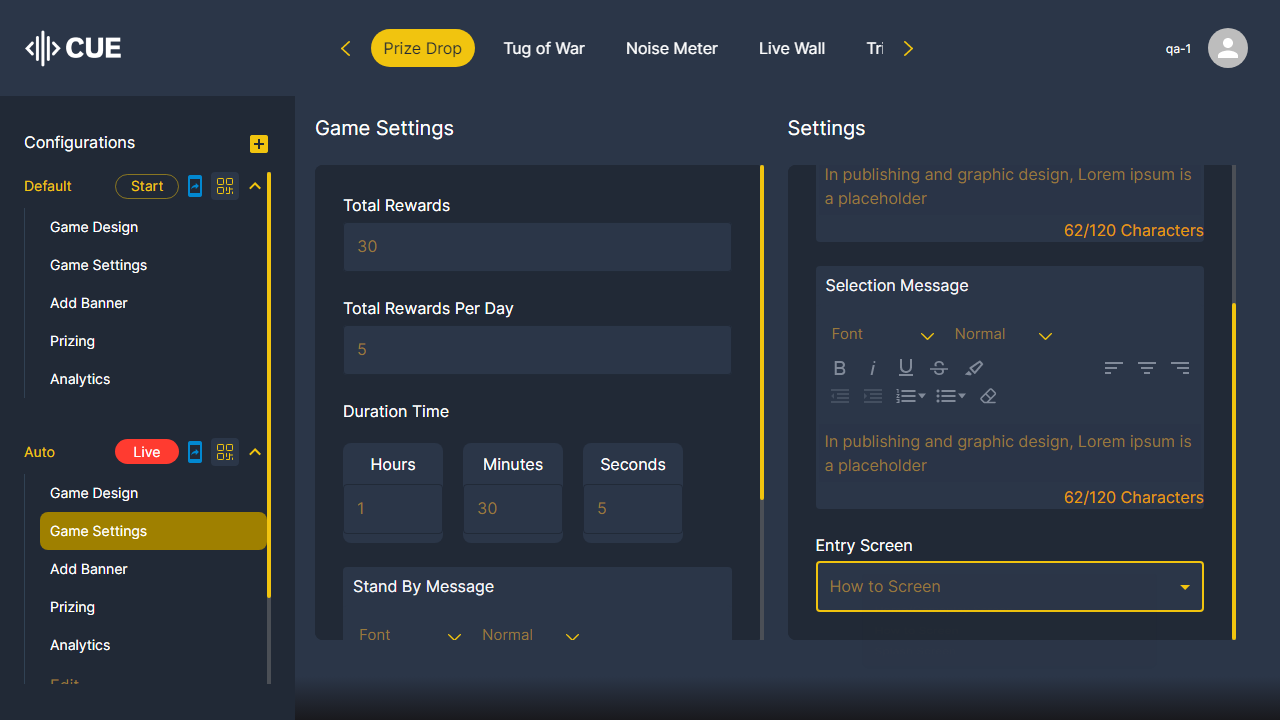 CUE
Prize Drop
Tug of War
Noise Meter
Live Wall
Tri
qa-1
Configurations
Default
Start
Game Design
Game Settings
Add Banner
Prizing
Analytics
Auto
Live
Game Design
Game Settings
Add Banner
Prizing
Analytics
Edit
Game Settings
Total Rewards
30
Total Rewards Per Day
5
Duration Time
Hours
Minutes
Seconds
1
30
5
Stand By Message
Font
Normal
Settings
In publishing and graphic design, Lorem ipsum is
a placeholder
62/120 Characters
Selection Message
Font
Normal
In publishing and graphic design, Lorem ipsum is
a placeholder
62/120 Characters
Entry Screen
How to Screen